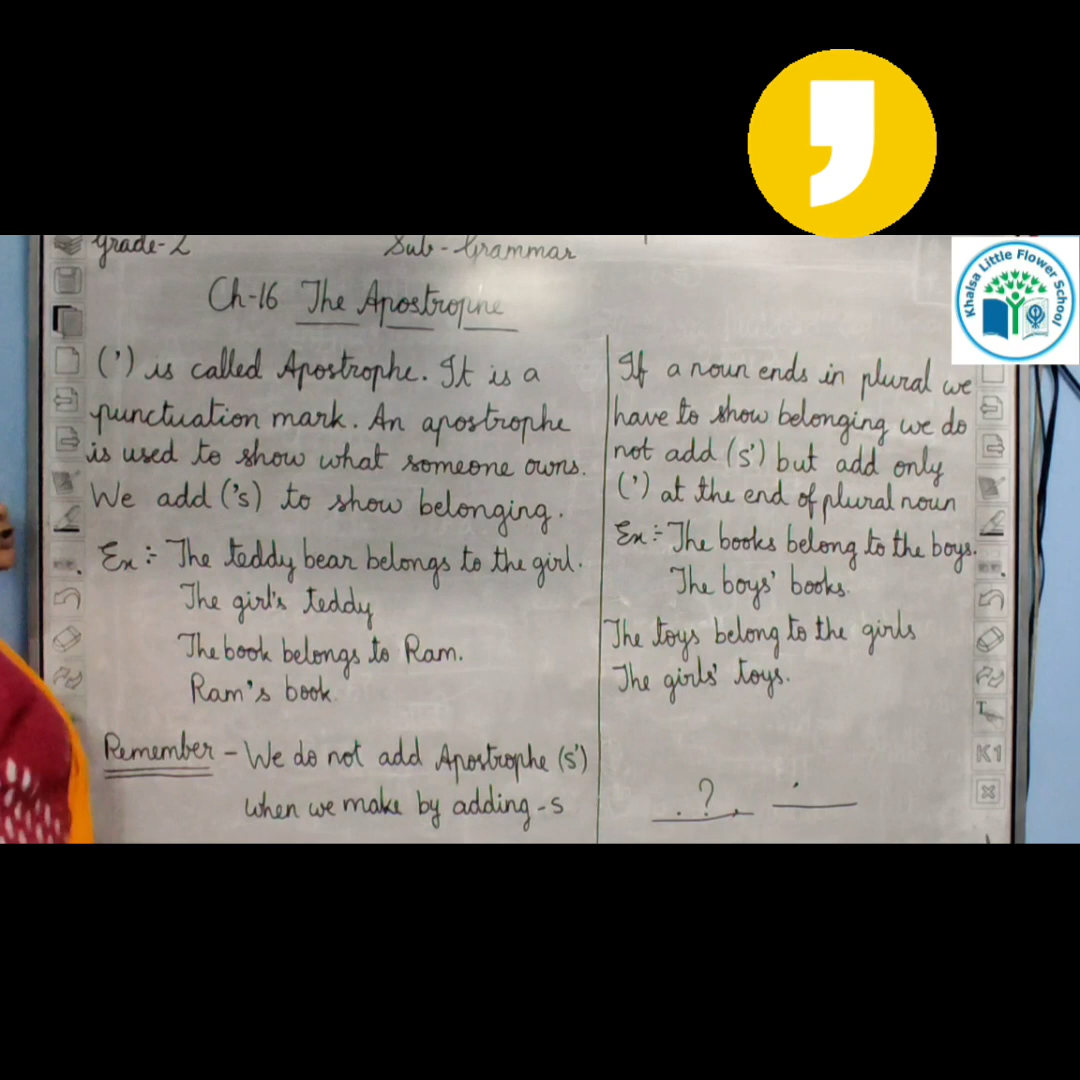 Grade-2
Sub-Grammar
Khalsa Little Flower School
Ch-16 The Apostrophe
(') is called Apostrophe. It is a
punctuation mark. An apostrophe
is used to show what someone owns.
We add ('s) to show belonging.
Ex :- The teddy bear belongs to the girl.
The girl's teddy
The book belongs to Ram.
Ram's book.
Remember - We do not add Apostrophe (s')
when we make by adding -s
If a noun ends in plural we
have to show belonging we do
not add (s') but add only
(') at the end of plural noun
Ex :- The books belong to the boys.
The boys' books.
The toys belong to the girls
The girls' toys.
. ? , '
K1